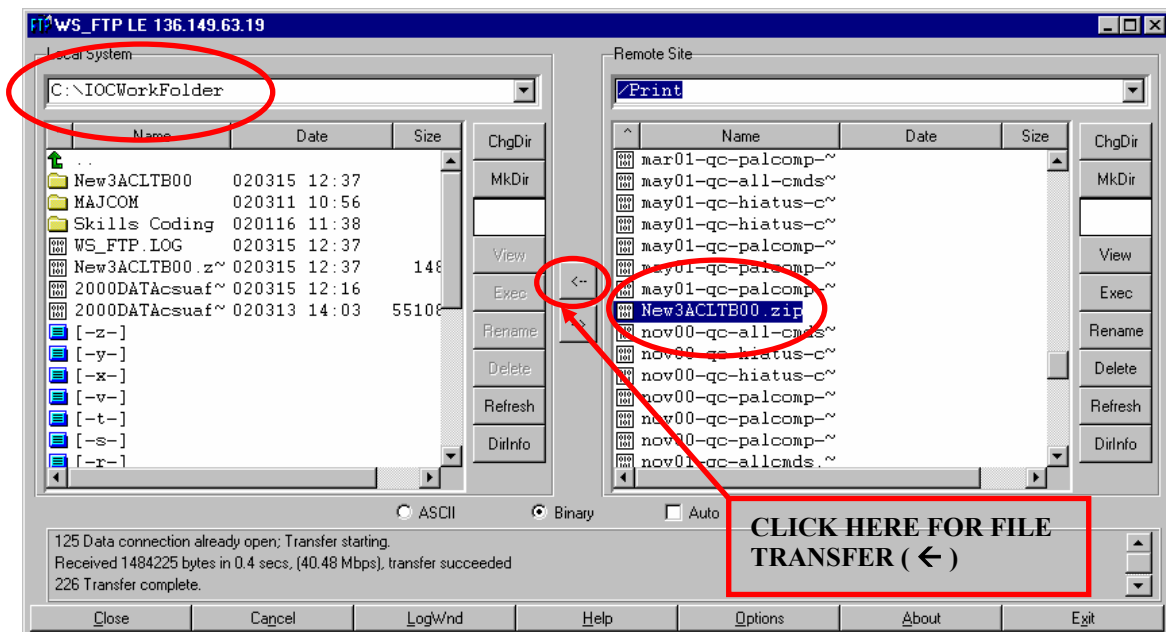 WS_FTP LE 136.149.63.19
Local System
C:\IOCWorkFolder
Name Date Size
..
New3ACLTB00 020315 12:37
MAJCOM 020311 10:56
Skills Coding 020116 11:38
WS_FTP.LOG 020315 12:37
New3ACLTB00.z~ 020315 12:37 148
2000DATAcsuaf~ 020315 12:16
2000DATAcsuaf~ 020313 14:03 55108
[-z-]
[-y-]
[-x-]
[-v-]
[-t-]
[-s-]
[-r-]
ChgDir
MkDir
View
Exec
Rename
Delete
Refresh
DirInfo
<--
-->
Remote Site
/Print
^ Name Date Size
mar01-qc-palcomp-~
may01-qc-all-cmds~
may01-qc-hiatus-c~
may01-qc-hiatus-c~
may01-qc-palcomp-~
may01-qc-palcomp-~
may01-qc-palcomp-~
New3ACLTB00.zip
nov00-qc-all-cmds~
nov00-qc-hiatus-c~
nov00-qc-hiatus-c~
nov00-qc-palcomp-~
nov00-qc-palcomp-~
nov00-qc-palcomp-~
nov01-qc-allcmds.~
ChgDir
MkDir
View
Exec
Rename
Delete
Refresh
DirInfo
ASCII Binary Auto
CLICK HERE FOR FILE
TRANSFER ( ← )
125 Data connection already open; Transfer starting.
Received 1484225 bytes in 0.4 secs, (40.48 Mbps), transfer succeeded
226 Transfer complete.
Close Cancel LogWnd Help Options About Exit